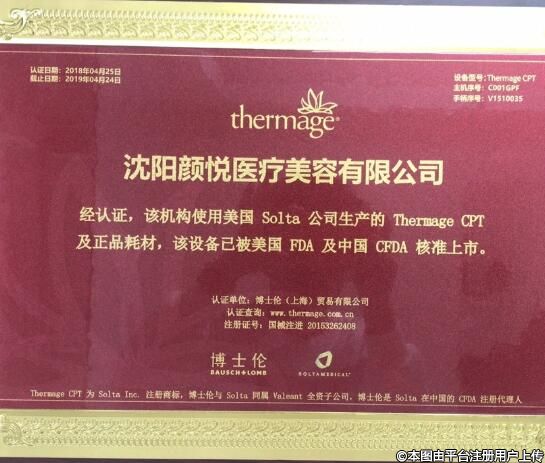 认证日期: 2018年04月25日
截止日期: 2019年04月24日
设备型号: Thermage CPT
主机序号: C001GPF
手柄序号: V1510035
thermage®
沈阳颜悦医疗美容有限公司
经认证，该机构使用美国 Solta 公司生产的 Thermage CPT
及正品耗材，该设备已被美国 FDA 及中国 CFDA 核准上市。
认证单位: 博士伦（上海）贸易有限公司
认证查询: www.thermage.com.cn
注册证号: 国械注进 20153262408
博士伦
BAUSCH+LOMB
SOLTAMEDICAL
Thermage CPT 为 Solta Inc. 注册商标，博士伦与 Solta 同属 Valeant 全资子公司，博士伦是 Solta 在中国的 CFDA 注册代理人
©本图由平台注册用户上传